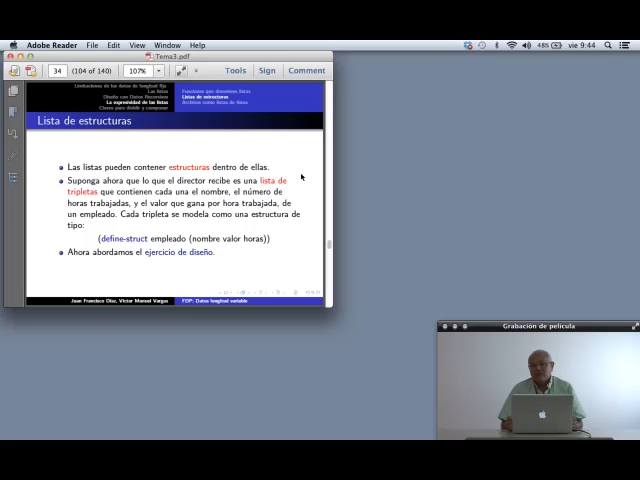 Adobe Reader File Edit View Window Help
48% vie 9:44
Tema3.pdf
34 (104 of 140) 107% Tools Sign Comment
Limitaciones de los datos de longitud fija
Las listas
Diseño con Datos Recursivos
La expresividad de las listas
Clases para dividir y componer
Funciones que devuelven listas
Listas de estructuras
Archivos como listas de listas
Lista de estructuras
Las listas pueden contener estructuras dentro de ellas.
Suponga ahora que lo que el director recibe es una lista de
tripletas que contienen cada una el nombre, el número de
horas trabajadas, y el valor que gana por hora trabajada, de
un empleado. Cada tripleta se modela como una estructura de
tipo:
(define-struct empleado (nombre valor horas))
Ahora abordamos el ejercicio de diseño.
Juan Francisco Díaz, Víctor Manuel Vargas FDP: Datos longitud variable
Grabación de película